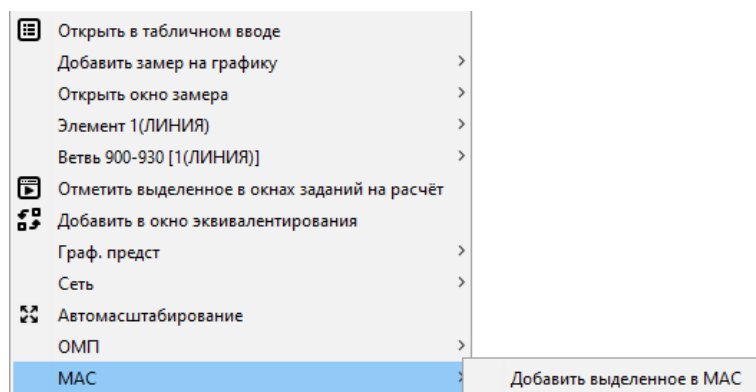 Открыть в табличном вводе
Добавить замер на графику
Открыть окно замера
Элемент 1(ЛИНИЯ)
Ветвь 900-930 [1(ЛИНИЯ)]
Отметить выделенное в окнах заданий на расчёт
Добавить в окно эквивалентирования
Граф. предст
Сеть
Автомасштабирование
ОМП
МАС
Добавить выделенное в МАС